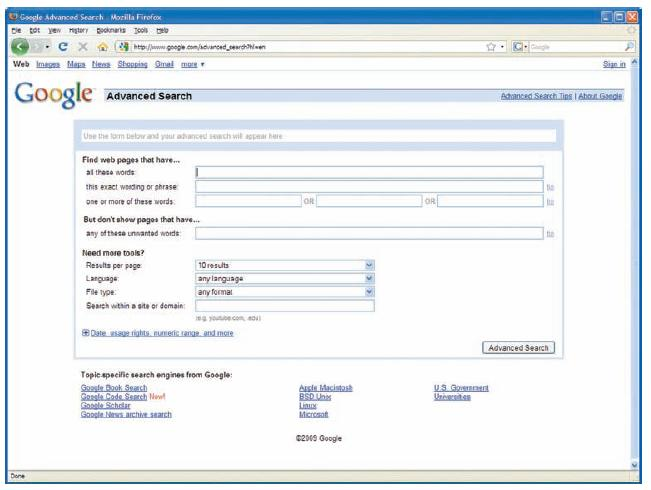 Google Advanced Search - Mozilla Firefox
File Edit View History Bookmarks Tools Help
http://www.google.com/advanced_search?hl=en
Google
Web Images Maps News Shopping Gmail more ▼
Sign in
Google Advanced Search
Advanced Search Tips | About Google
Use the form below and your advanced search will appear here
Find web pages that have...
all these words:
this exact wording or phrase: tip
one or more of these words: OR OR tip
But don't show pages that have...
any of these unwanted words: tip
Need more tools?
Results per page: 10 results
Language: any language
File type: any format
Search within a site or domain:
(e.g. youtube.com, .edu)
Date, usage rights, numeric range, and more
Advanced Search
Topic-specific search engines from Google:
Google Book Search Apple Macintosh U.S. Government
Google Code Search New! BSD Unix Universities
Google Scholar Linux
Google News archive search Microsoft
©2009 Google
Done